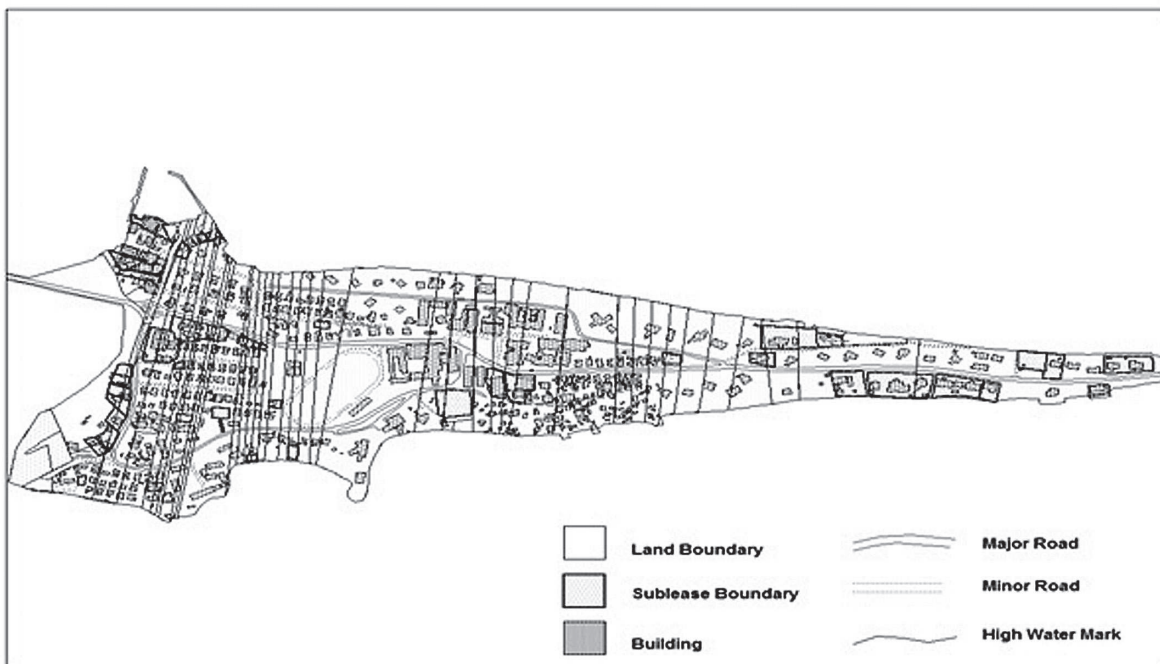 Land Boundary
Sublease Boundary
Building
Major Road
Minor Road
High Water Mark